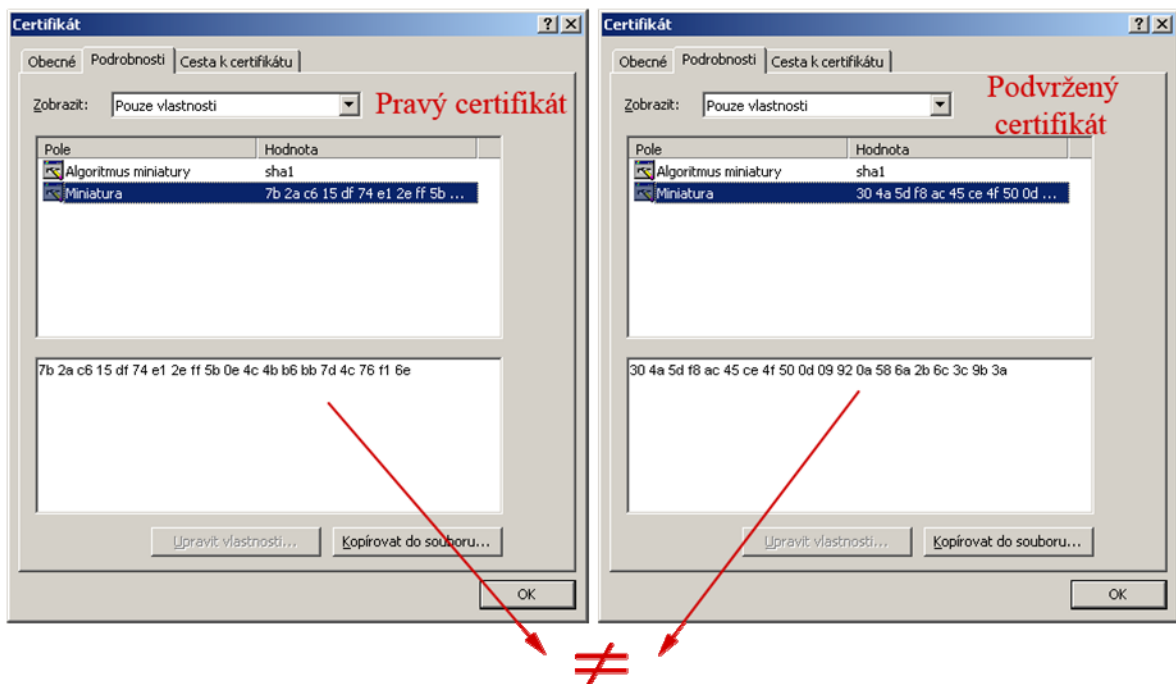 Certifikát
Obecné Podrobnosti Cesta k certifikátu
Zobrazit: Pouze vlastnosti
Pravý certifikát
Pole Hodnota
Algoritmus miniatury sha1
Miniatura 7b 2a c6 15 df 74 e1 2e ff 5b ...
7b 2a c6 15 df 74 e1 2e ff 5b 0e 4c 4b b6 bb 7d 4c 76 f1 6e
Upravit vlastnosti... Kopírovat do souboru...
OK
Certifikát
Obecné Podrobnosti Cesta k certifikátu
Zobrazit: Pouze vlastnosti
Podvržený
certifikát
Pole Hodnota
Algoritmus miniatury sha1
Miniatura 30 4a 5d f8 ac 45 ce 4f 50 0d ...
30 4a 5d f8 ac 45 ce 4f 50 0d 09 92 0a 58 6a 2b 6c 3c 9b 3a
Upravit vlastnosti... Kopírovat do souboru...
OK
≠